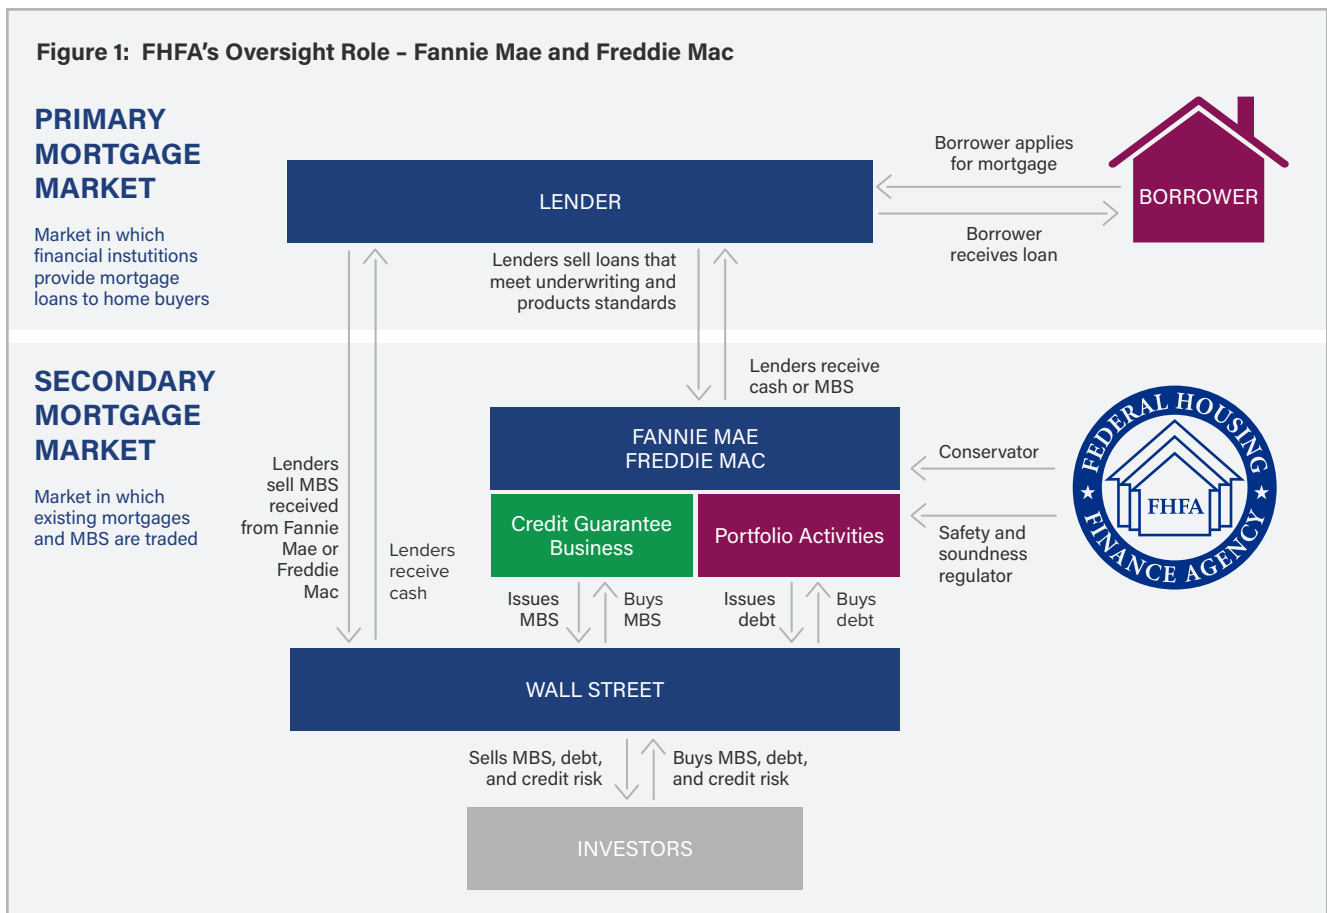 Figure 1:  FHFA's Oversight Role – Fannie Mae and Freddie Mac
PRIMARY
MORTGAGE
MARKET
Market in which
financial instutitions
provide mortgage
loans to home buyers
LENDER
Borrower applies
for mortgage
BORROWER
Borrower
receives loan
Lenders sell loans that
meet underwriting and
products standards
Lenders receive
cash or MBS
SECONDARY
MORTGAGE
MARKET
Market in which
existing mortgages
and MBS are traded
Lenders
sell MBS
received
from Fannie
Mae or
Freddie
Mac
Lenders
receive
cash
FANNIE MAE
FREDDIE MAC
Credit Guarantee
Business
Portfolio Activities
Conservator
Safety and
soundness
regulator
FEDERAL HOUSING
FHFA
FINANCE AGENCY
Issues
MBS
Buys
MBS
Issues
debt
Buys
debt
WALL STREET
Sells MBS, debt,
and credit risk
Buys MBS, debt,
and credit risk
INVESTORS